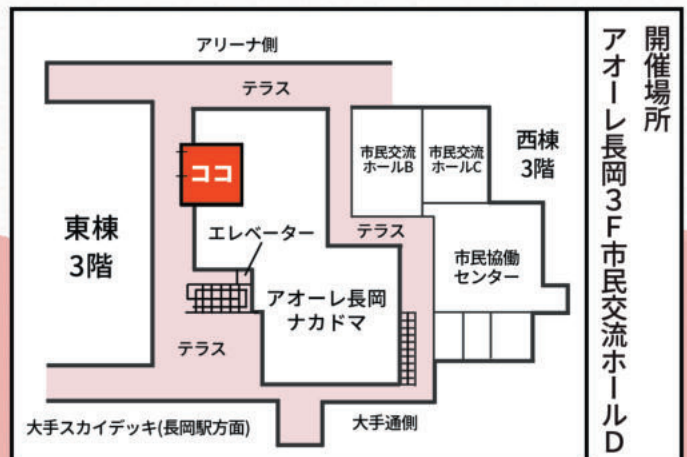 開催場所
アオーレ長岡3F市民交流ホールD
アリーナ側
テラス
市民交流
ホールB
市民交流
ホールC
西棟
3階
ココ
東棟
3階
エレベーター
テラス
市民協働
センター
アオーレ長岡
ナカドマ
テラス
大手スカイデッキ(長岡駅方面)
大手通側